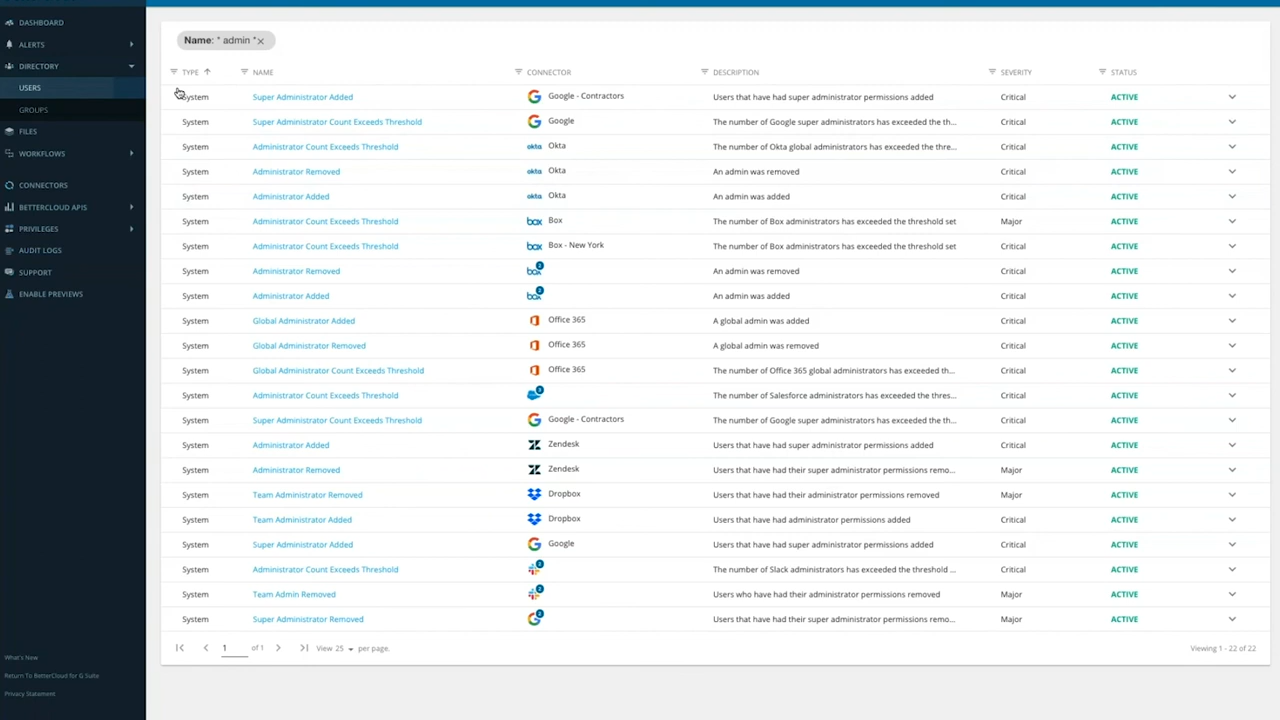 DASHBOARD
ALERTS
DIRECTORY
USERS
GROUPS
FILES
WORKFLOWS
CONNECTORS
BETTERCLOUD APIS
PRIVILEGES
AUDIT LOGS
SUPPORT
ENABLE PREVIEWS
What's New
Return To BetterCloud for G Suite
Privacy Statement
Name: * admin *
TYPE NAME CONNECTOR DESCRIPTION SEVERITY STATUS
System Super Administrator Added Google - Contractors Users that have had super administrator permissions added Critical ACTIVE
System Super Administrator Count Exceeds Threshold Google The number of Google super administrators has exceeded the th... Critical ACTIVE
System Administrator Count Exceeds Threshold okta Okta The number of Okta global administrators has exceeded the thre... Critical ACTIVE
System Administrator Removed okta Okta An admin was removed Critical ACTIVE
System Administrator Added okta Okta An admin was added Critical ACTIVE
System Administrator Count Exceeds Threshold box Box The number of Box administrators has exceeded the threshold set Major ACTIVE
System Administrator Count Exceeds Threshold box Box - New York The number of Box administrators has exceeded the threshold set Critical ACTIVE
System Administrator Removed box 2 An admin was removed Critical ACTIVE
System Administrator Added box 2 An admin was added Critical ACTIVE
System Global Administrator Added Office 365 A global admin was added Critical ACTIVE
System Global Administrator Removed Office 365 A global admin was removed Critical ACTIVE
System Global Administrator Count Exceeds Threshold Office 365 The number of Office 365 global administrators has exceeded th... Critical ACTIVE
System Administrator Count Exceeds Threshold The number of Salesforce administrators has exceeded the thres... Critical ACTIVE
System Super Administrator Count Exceeds Threshold Google - Contractors The number of Google super administrators has exceeded the th... Critical ACTIVE
System Administrator Added Zendesk Users that have had super administrator permissions added Critical ACTIVE
System Administrator Removed Zendesk Users that have had their super administrator permissions remo... Major ACTIVE
System Team Administrator Removed Dropbox Users that have had their administrator permissions removed Major ACTIVE
System Team Administrator Added Dropbox Users that have had administrator permissions added Critical ACTIVE
System Super Administrator Added Google Users that have had super administrator permissions added Critical ACTIVE
System Administrator Count Exceeds Threshold The number of Slack administrators has exceeded the threshold ... Critical ACTIVE
System Team Admin Removed Users who have had their administrator permissions removed Major ACTIVE
System Super Administrator Removed Users that have had their super administrator permissions remo... Major ACTIVE
1 of 1 View 25 per page. Viewing 1 - 22 of 22